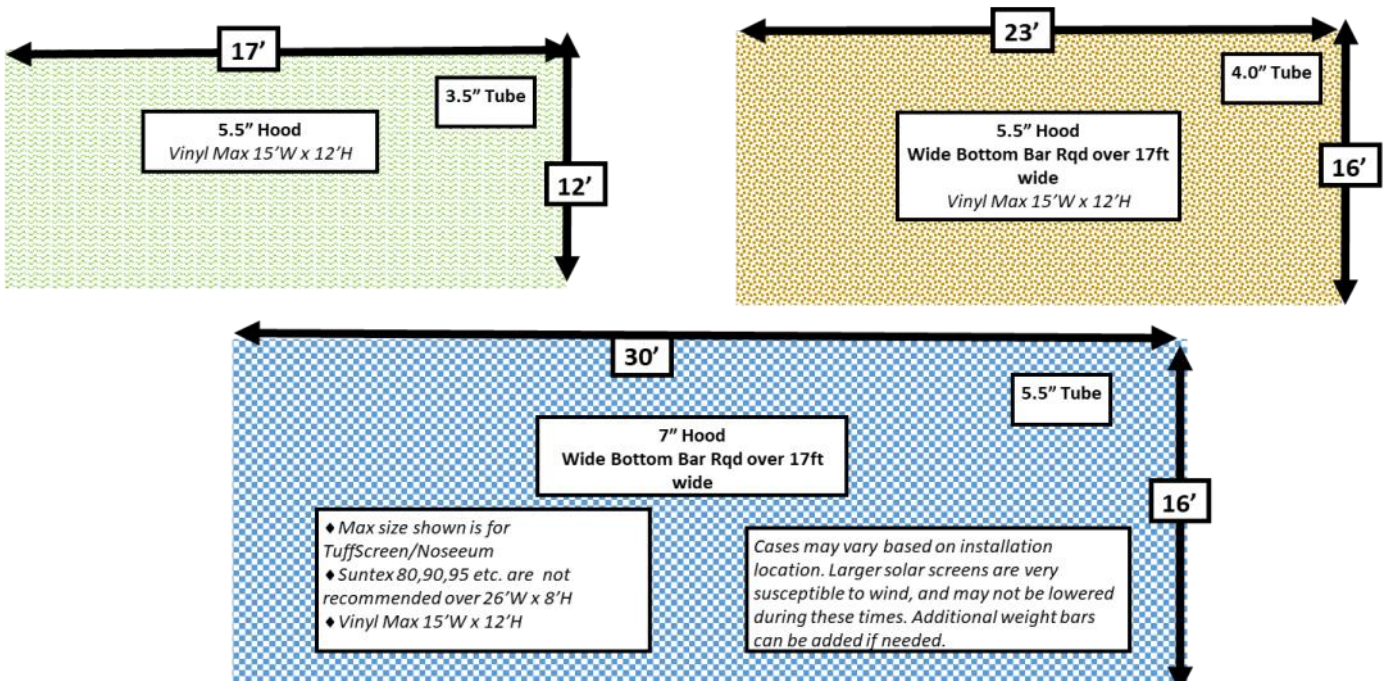 17’
3.5” Tube
5.5” Hood
Vinyl Max 15’W x 12’H
12’
23’
4.0” Tube
5.5” Hood
Wide Bottom Bar Rqd over 17ft
wide
Vinyl Max 15’W x 12’H
16’
30’
5.5” Tube
7” Hood
Wide Bottom Bar Rqd over 17ft
wide
16’
♦ Max size shown is for
TuffScreen/Noseeum
♦ Suntex 80,90,95 etc. are not
recommended over 26’W x 8’H
♦ Vinyl Max 15’W x 12’H
Cases may vary based on installation
location. Larger solar screens are very
susceptible to wind, and may not be lowered
during these times. Additional weight bars
can be added if needed.